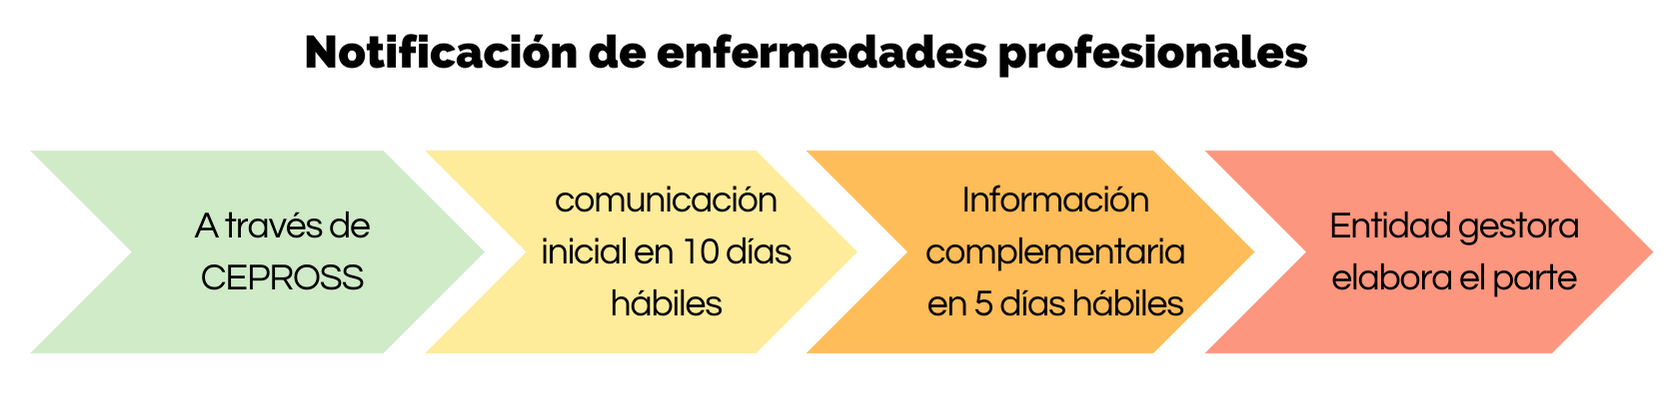 Notificación de enfermedades profesionales
A través de
CEPROSS
comunicación
inicial en 10 días
hábiles
Información
complementaria
en 5 días hábiles
Entidad gestora
elabora el parte